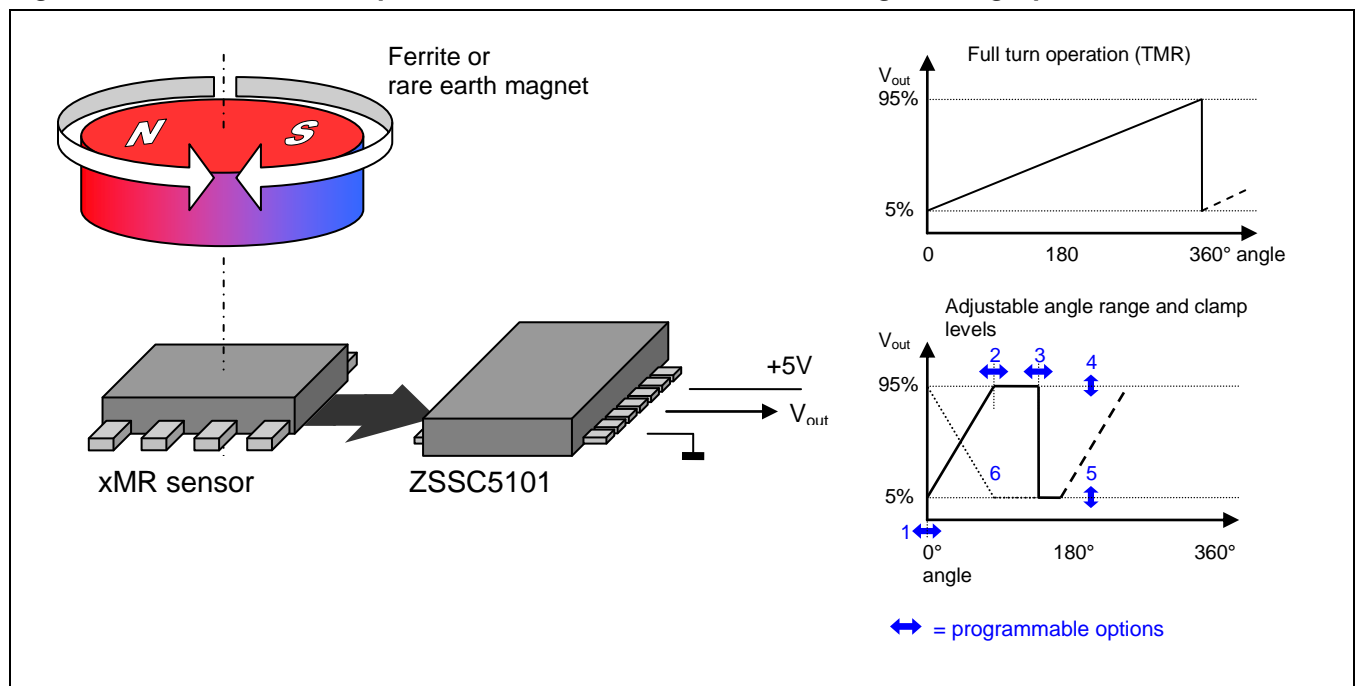 Ferrite or
rare earth magnet
N S
xMR sensor
ZSSC5101
+5V
Vout
Full turn operation (TMR)
Vout
95%
5%
0 180 360° angle
Adjustable angle range and clamp
levels
Vout
2 3 4
95%
6 5
5%
1
0° 180° 360°
angle
= programmable options